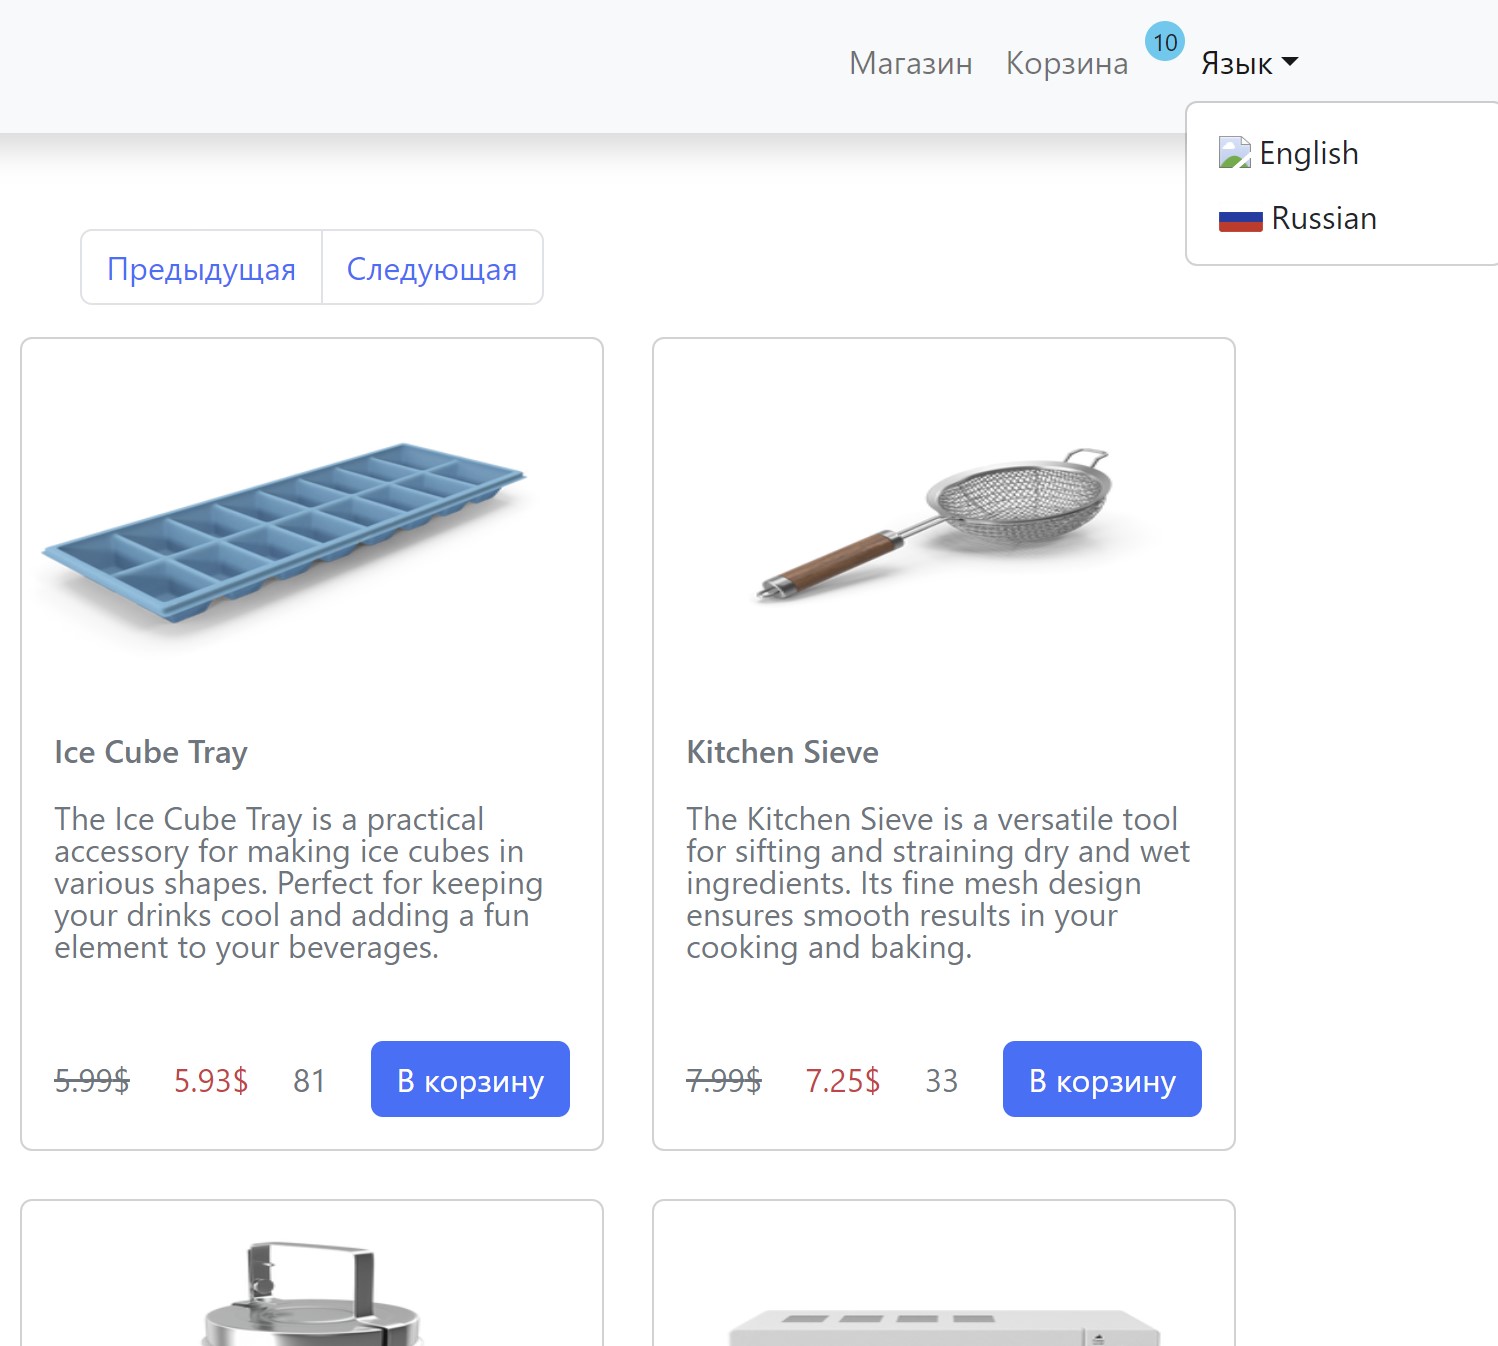 Магазин Корзина 10 Язык
English
Russian
Предыдущая Следующая
Ice Cube Tray
The Ice Cube Tray is a practical
accessory for making ice cubes in
various shapes. Perfect for keeping
your drinks cool and adding a fun
element to your beverages.
5.99$ 5.93$ 81 В корзину
Kitchen Sieve
The Kitchen Sieve is a versatile tool
for sifting and straining dry and wet
ingredients. Its fine mesh design
ensures smooth results in your
cooking and baking.
7.99$ 7.25$ 33 В корзину